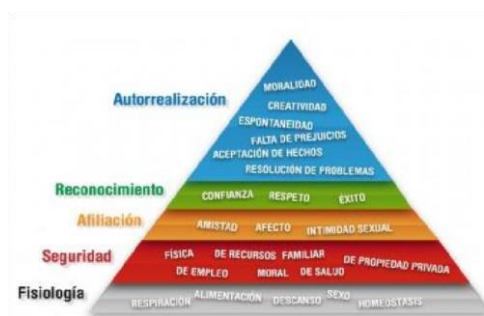 MORALIDAD
Autorrealización
CREATIVIDAD
ESPONTANEIDAD
FALTA DE PREJUICIOS
ACEPTACIÓN DE HECHOS
RESOLUCIÓN DE PROBLEMAS
Reconocimiento
CONFIANZA RESPETO ÉXITO
Afiliación
AMISTAD AFECTO INTIMIDAD SEXUAL
Seguridad
FÍSICA DE RECURSOS FAMILIAR DE PROPIEDAD PRIVADA
DE EMPLEO MORAL DE SALUD
Fisiología
RESPIRACIÓN ALIMENTACIÓN DESCANSO SEXO HOMEOSTASIS